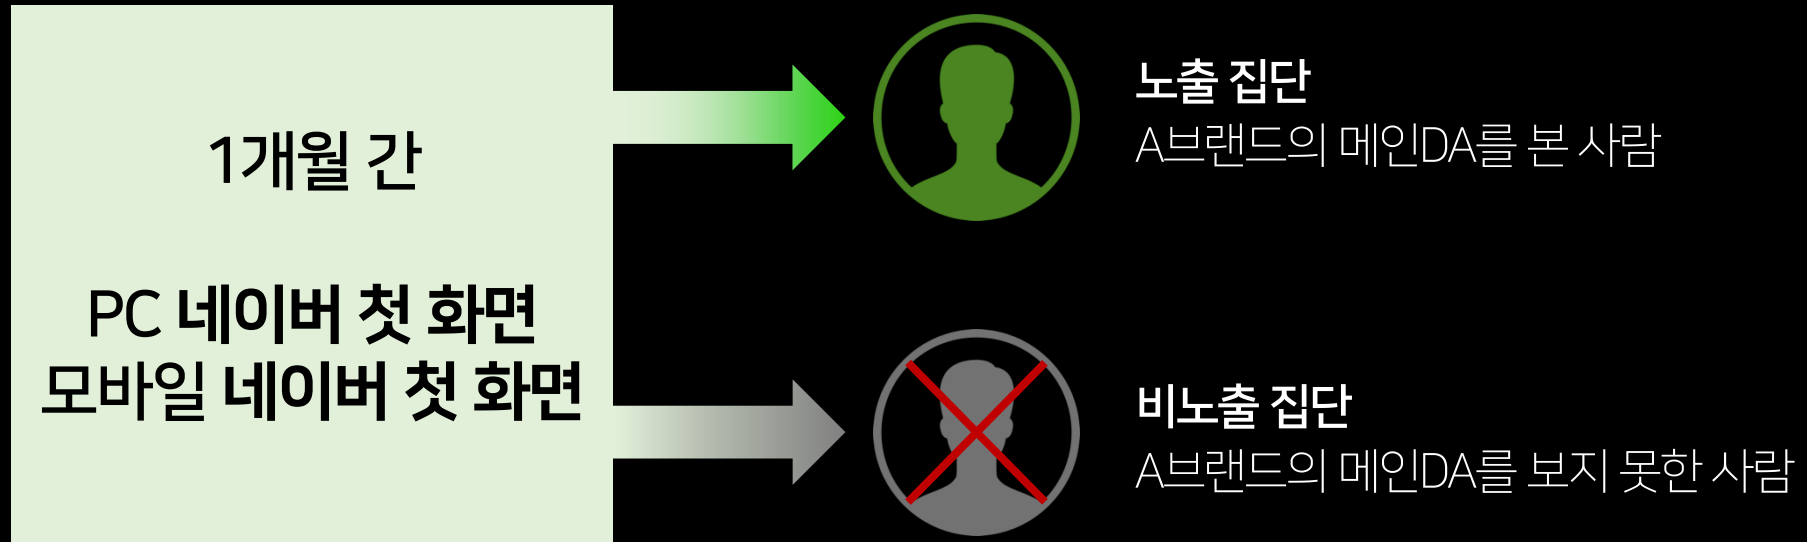 1개월 간
PC 네이버 첫 화면
모바일 네이버 첫 화면
노출 집단
A브랜드의 메인DA를 본 사람
비노출 집단
A브랜드의 메인DA를 보지 못한 사람